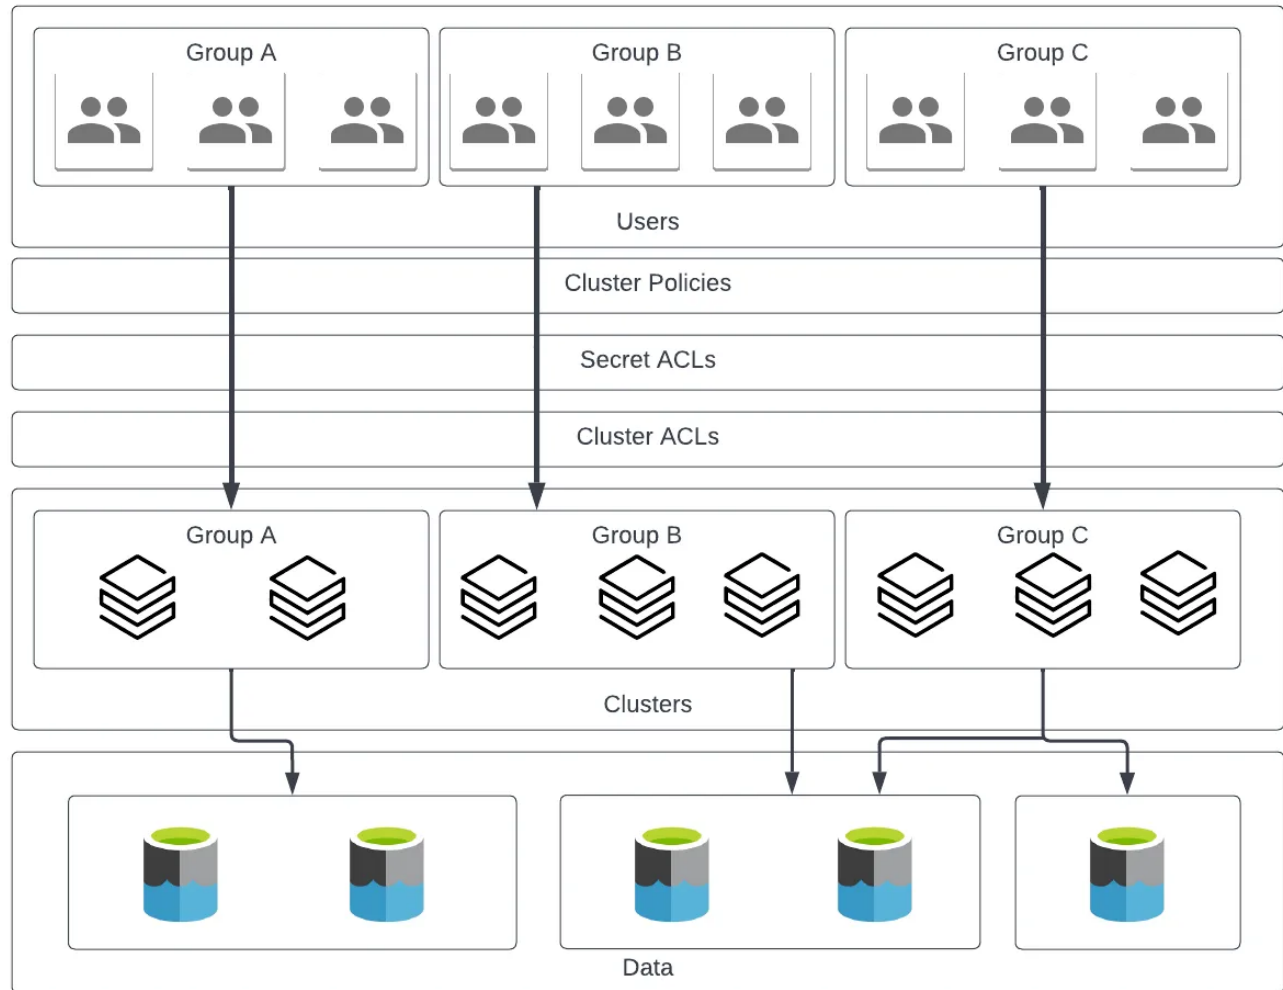 Group A
Group B
Group C
Users
Cluster Policies
Secret ACLs
Cluster ACLs
Group A
Group B
Group C
Clusters
Data